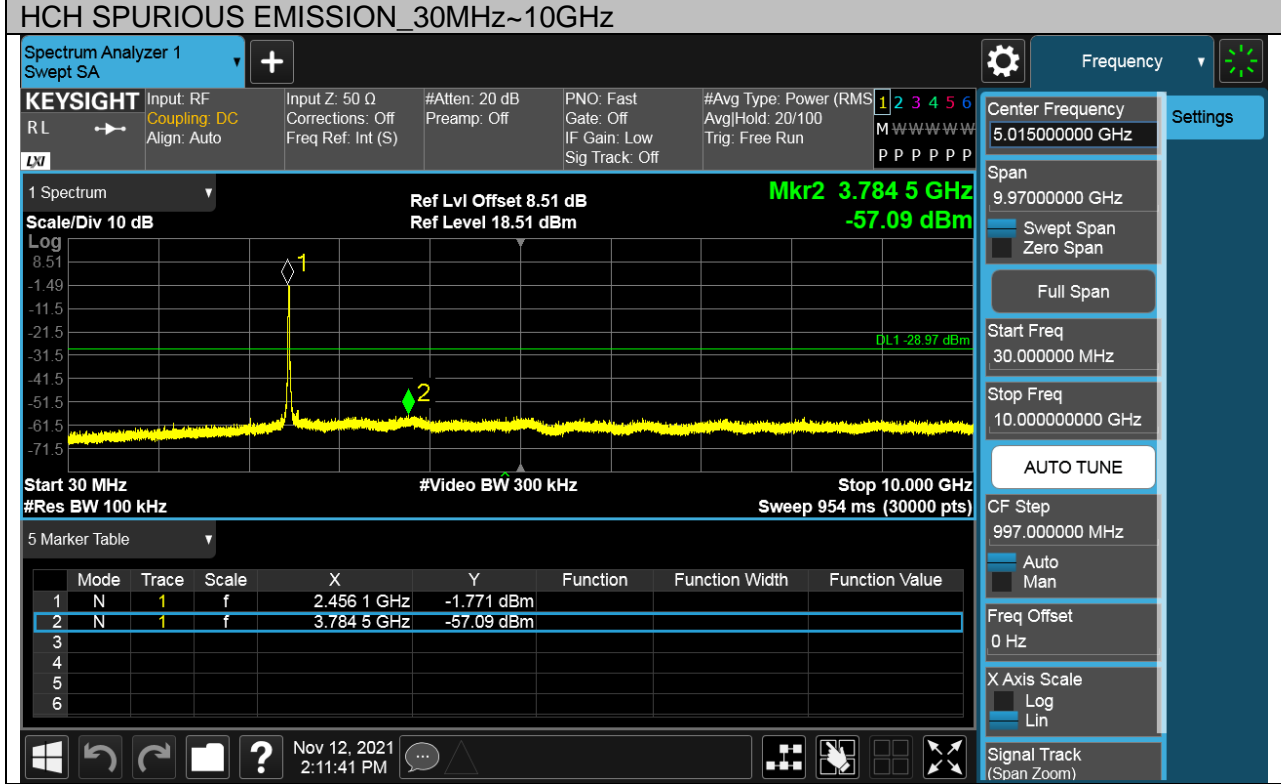 HCH SPURIOUS EMISSION_30MHz~10GHz
Spectrum Analyzer 1
Swept SA
+
Frequency
KEYSIGHT
RL
LXI
Input: RF
Coupling: DC
Align: Auto
Input Z: 50 Ω
Corrections: Off
Freq Ref: Int (S)
#Atten: 20 dB
Preamp: Off
PNO: Fast
Gate: Off
IF Gain: Low
Sig Track: Off
#Avg Type: Power (RMS
Avg|Hold: 20/100
Trig: Free Run
1 2 3 4 5 6
M W W W W W
P P P P P P
1 Spectrum
Scale/Div 10 dB
Ref Lvl Offset 8.51 dB
Ref Level 18.51 dBm
Mkr2 3.784 5 GHz
-57.09 dBm
Log
8.51
-1.49
-11.5
-21.5
-31.5
-41.5
-51.5
-61.5
-71.5
1
2
DL1 -28.97 dBm
Start 30 MHz
#Video BW 300 kHz
Stop 10.000 GHz
#Res BW 100 kHz
Sweep 954 ms (30000 pts)
5 Marker Table
Mode Trace Scale X Y Function Function Width Function Value
1 N 1 f 2.456 1 GHz -1.771 dBm
2 N 1 f 3.784 5 GHz -57.09 dBm
3
4
5
6
Center Frequency
5.015000000 GHz
Settings
Span
9.97000000 GHz
Swept Span
Zero Span
Full Span
Start Freq
30.000000 MHz
Stop Freq
10.000000000 GHz
AUTO TUNE
CF Step
997.000000 MHz
Auto
Man
Freq Offset
0 Hz
X Axis Scale
Log
Lin
Signal Track
(Span Zoom)
?
Nov 12, 2021
2:11:41 PM